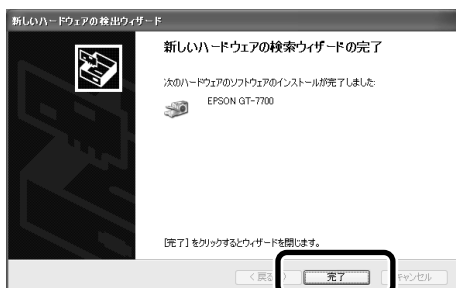 新しいハードウェアの検出ウィザード
新しいハードウェアの検索ウィザードの完了
次のハードウェアのソフトウェアのインストールが完了しました:
EPSON GT-7700
[完了] をクリックするとウィザードを閉じます。
< 戻る
完了
キャンセル